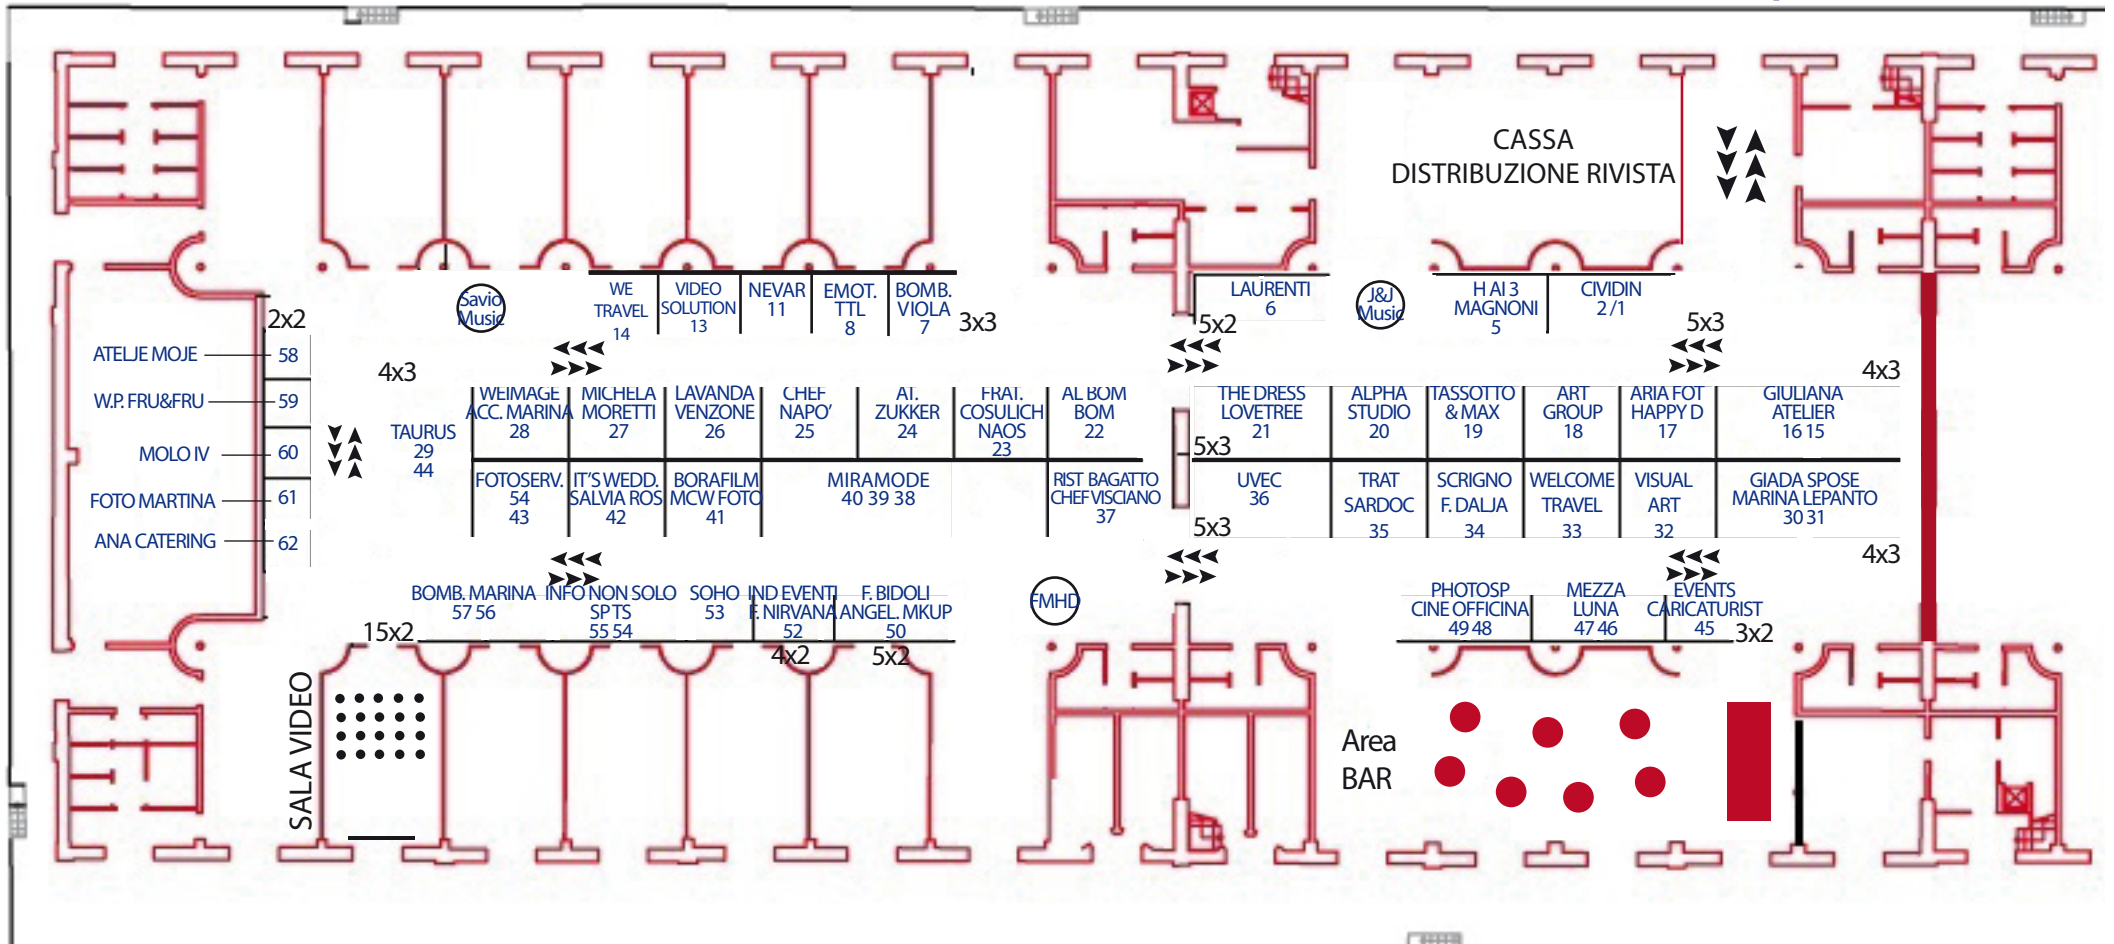 CASSA
DISTRIBUZIONE RIVISTA
Savio
Music
WE
TRAVEL
14
VIDEO
SOLUTION
13
NEVAR
11
EMOT.
TTL
8
BOMB.
VIOLA
7
3x3
LAURENTI
6
5x2
J&J
Music
H AI 3
MAGNONI
5
CIVIDIN
2 /1
5x3
2x2
ATELJE MOJE
58
W.P. FRU&FRU
59
MOLO IV
60
FOTO MARTINA
61
ANA CATERING
62
4x3
TAURUS
29
44
WEIMAGE
ACC. MARINA
28
MICHELA
MORETTI
27
LAVANDA
VENZONE
26
CHEF
NAPO'
25
AT.
ZUKKER
24
FRAT.
COSULICH
NAOS
23
AL BOM
BOM
22
5x3
THE DRESS
LOVETREE
21
ALPHA
STUDIO
20
TASSOTTO
& MAX
19
ART
GROUP
18
ARIA FOT
HAPPY D
17
GIULIANA
ATELIER
16 15
4x3
FOTOSERV.
54
43
IT'S WEDD.
SALVIA ROS
42
BORAFILM
MCW FOTO
41
MIRAMODE
40 39 38
RIST BAGATTO
CHEF VISCIANO
37
5x3
UVEC
36
TRAT
SARDOC
35
SCRIGNO
F. DALJA
34
WELCOME
TRAVEL
33
VISUAL
ART
32
GIADA SPOSE
MARINA LEPANTO
30 31
4x3
BOMB. MARINA
57 56
INFO NON SOLO
SPTS
55 54
SOHO
53
IND EVENTI
F. NIRVANA
52
F. BIDOLI
ANGEL. MKUP
50
15x2
4x2
5x2
FMHD
PHOTOSP
CINE OFFICINA
49 48
MEZZA
LUNA
47 46
EVENTS
CARICATURIST
45
3x2
SALA VIDEO
Area
BAR